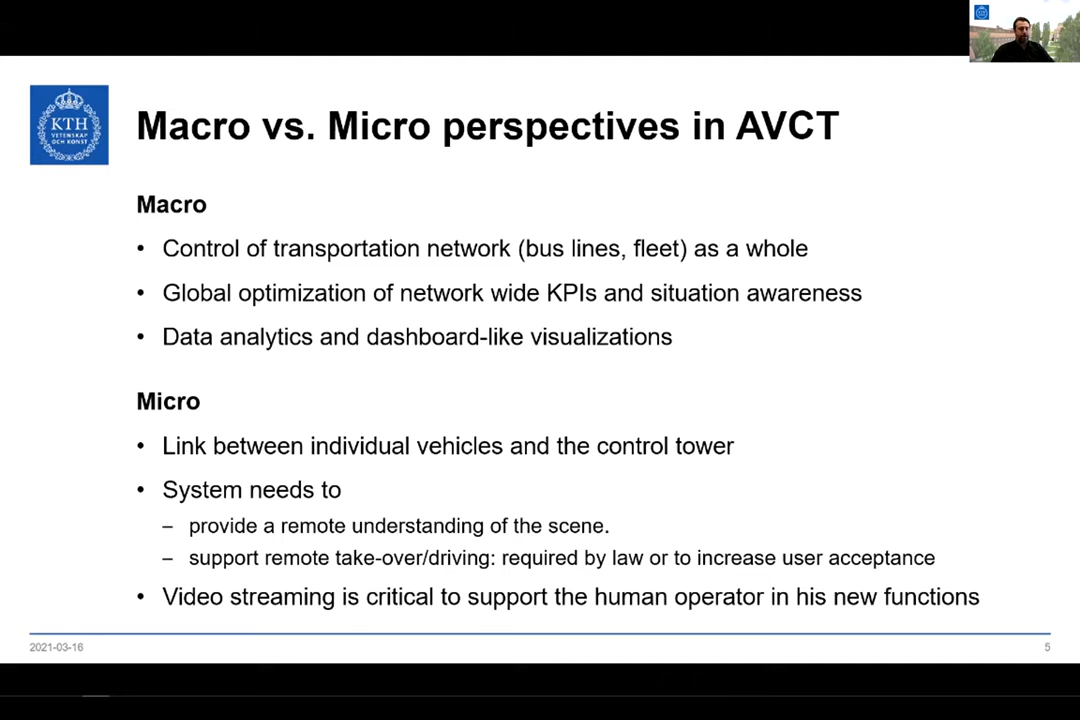 KTH
VETENSKAP
OCH KONST
Macro vs. Micro perspectives in AVCT
Macro
• Control of transportation network (bus lines, fleet) as a whole
• Global optimization of network wide KPIs and situation awareness
• Data analytics and dashboard-like visualizations
Micro
• Link between individual vehicles and the control tower
• System needs to
– provide a remote understanding of the scene.
– support remote take-over/driving: required by law or to increase user acceptance
• Video streaming is critical to support the human operator in his new functions
2021-03-16
5